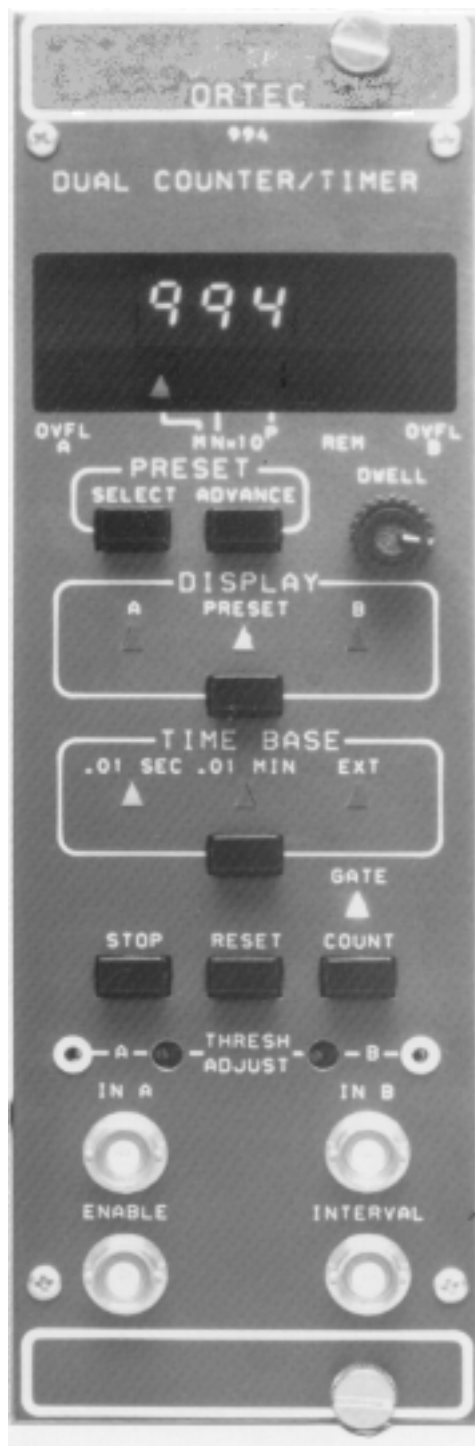 ORTEC
994
DUAL COUNTER/TIMER
994
OVFL A MNx10P REM OVFL B
PRESET
SELECT ADVANCE DWELL
DISPLAY
A PRESET B
TIME BASE
.01 SEC .01 MIN EXT
GATE
STOP RESET COUNT
A THRESH ADJUST B
IN A IN B
ENABLE INTERVAL